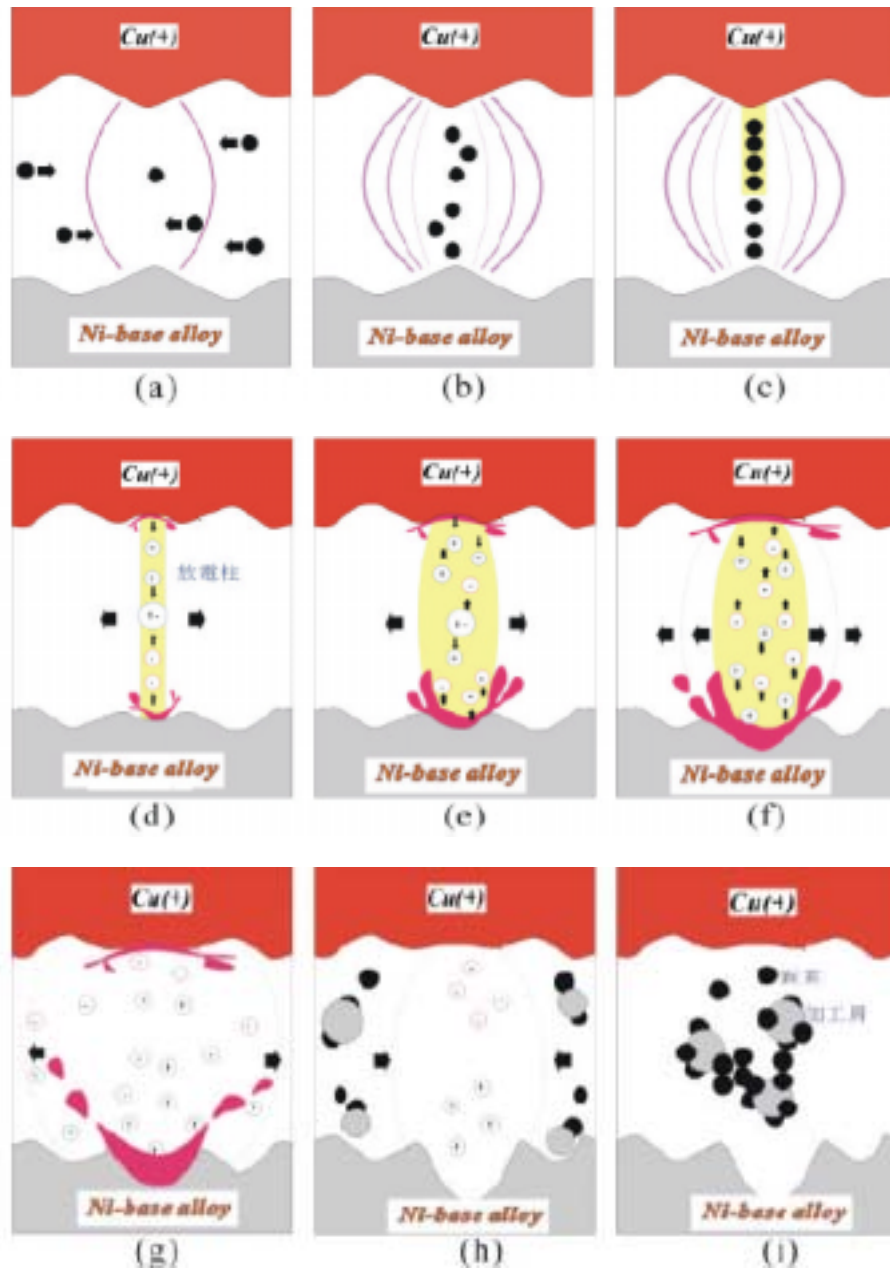 Cu(+)
Cu(+)
Cu(+)
Ni-base alloy
Ni-base alloy
Ni-base alloy
(a)
(b)
(c)
Cu(+)
Cu(+)
Cu(+)
放電柱
Ni-base alloy
Ni-base alloy
Ni-base alloy
(d)
(e)
(f)
Cu(+)
Cu(+)
Cu(+)
加工屑
Ni-base alloy
Ni-base alloy
Ni-base alloy
(g)
(h)
(i)